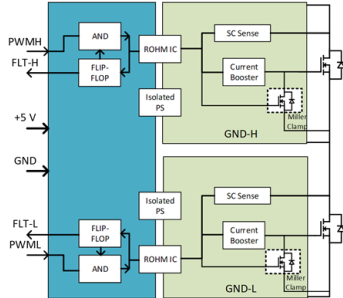 PWMH
FLT-H
+5 V
GND
FLT-L
PWML
AND
FLIP-
FLOP
ROHM IC
Isolated
PS
SC Sense
Current
Booster
Miller
Clamp
GND-H
Isolated
PS
FLIP-
FLOP
AND
ROHM IC
SC Sense
Current
Booster
Miller
Clamp
GND-L